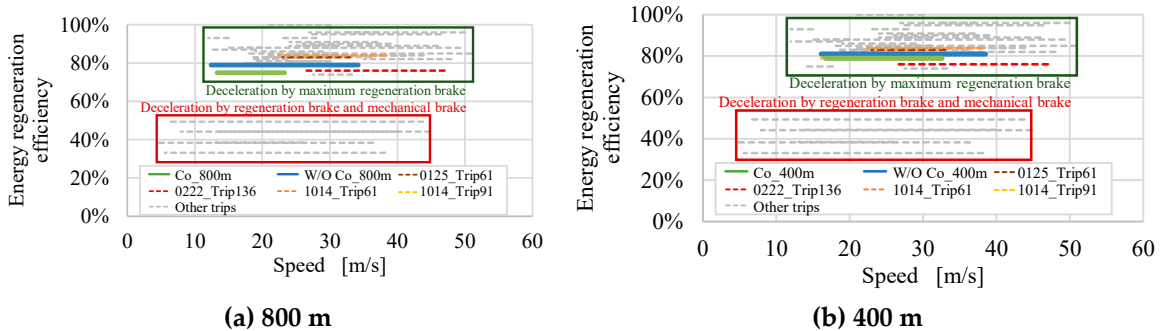 100%
80%
60%
40%
20%
0%
Energy regeneration
efficiency
Deceleration by maximum regeneration brake
Deceleration by regeneration brake and mechanical brake
Co_800m
W/O Co_800m
0125_Trip61
0222_Trip136
1014_Trip61
1014_Trip91
Other trips
0 10 20 30 40 50 60
Speed [m/s]
(a) 800 m
100%
80%
60%
40%
20%
0%
Energy regeneration
efficiency
Deceleration by maximum regeneration brake
Deceleration by regeneration brake and mechanical brake
Co_400m
W/O Co_400m
0125_Trip61
0222_Trip136
1014_Trip61
1014_Trip91
Other trips
0 10 20 30 40 50 60
Speed [m/s]
(b) 400 m